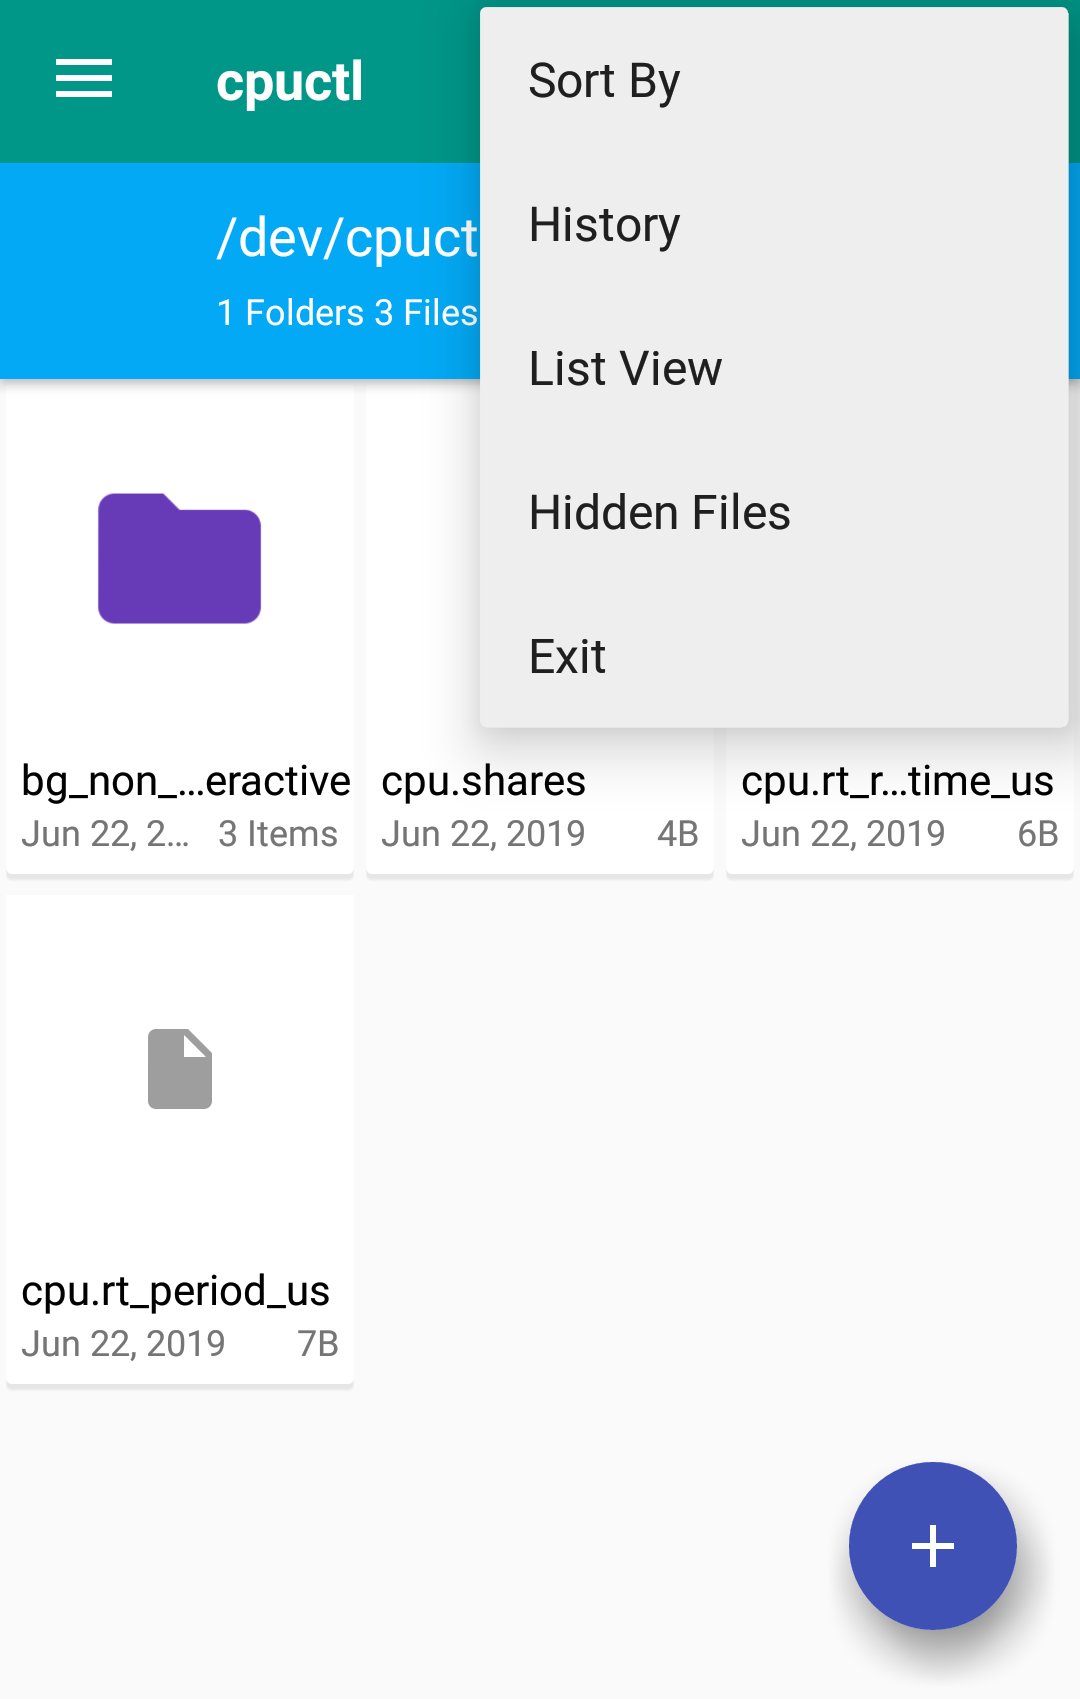 cpuctl
/dev/cpuct
1 Folders 3 Files
Sort By
History
List View
Hidden Files
Exit
bg_non_...eractive
Jun 22, 2... 3 Items
cpu.shares
Jun 22, 2019 4B
cpu.rt_r...time_us
Jun 22, 2019 6B
cpu.rt_period_us
Jun 22, 2019 7B